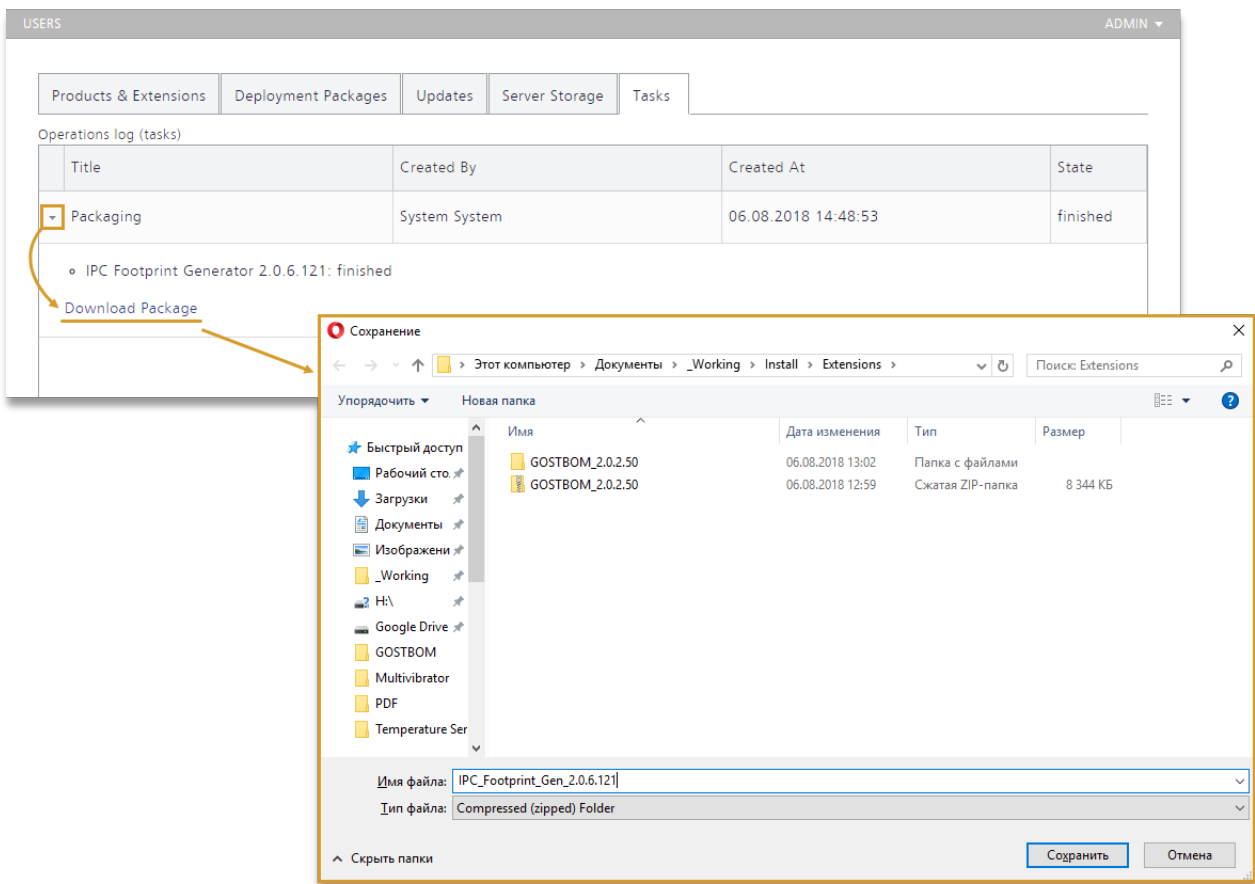 USERS ADMIN
Products & Extensions Deployment Packages Updates Server Storage Tasks
Operations log (tasks)
Title Created By Created At State
Packaging System System 06.08.2018 14:48:53 finished
IPC Footprint Generator 2.0.6.121: finished
Download Package
Сохранение
Этот компьютер Документы _Working Install Extensions Поиск: Extensions
Упорядочить Новая папка
Имя Дата изменения Тип Размер
Быстрый доступ
Рабочий сто.
Загрузки
Документы
Изображени
_Working
H:\
Google Drive
GOSTBOM
Multivibrator
PDF
Temperature Ser
GOSTBOM_2.0.2.50 06.08.2018 13:02 Папка с файлами
GOSTBOM_2.0.2.50 06.08.2018 12:59 Сжатая ZIP-папка 8 344 КБ
Имя файла: IPC_Footprint_Gen_2.0.6.121
Тип файла: Compressed (zipped) Folder
Скрыть папки Сохранить Отмена